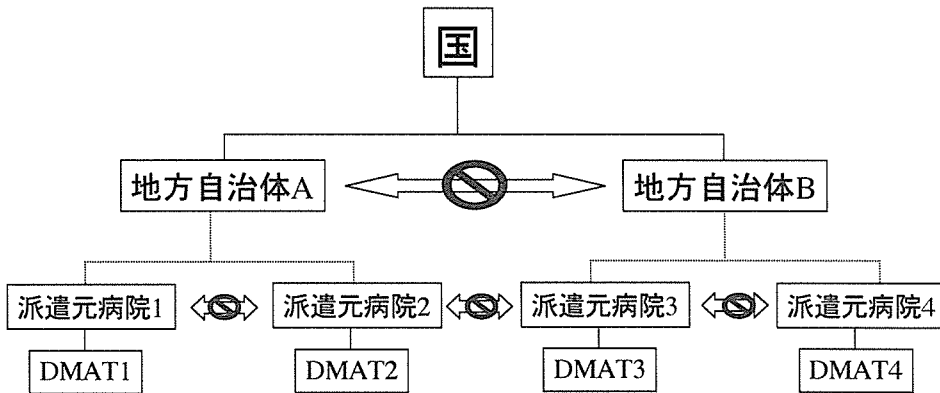 国
地方自治体A
地方自治体B
派遣元病院1
派遣元病院2
派遣元病院3
派遣元病院4
DMAT1
DMAT2
DMAT3
DMAT4